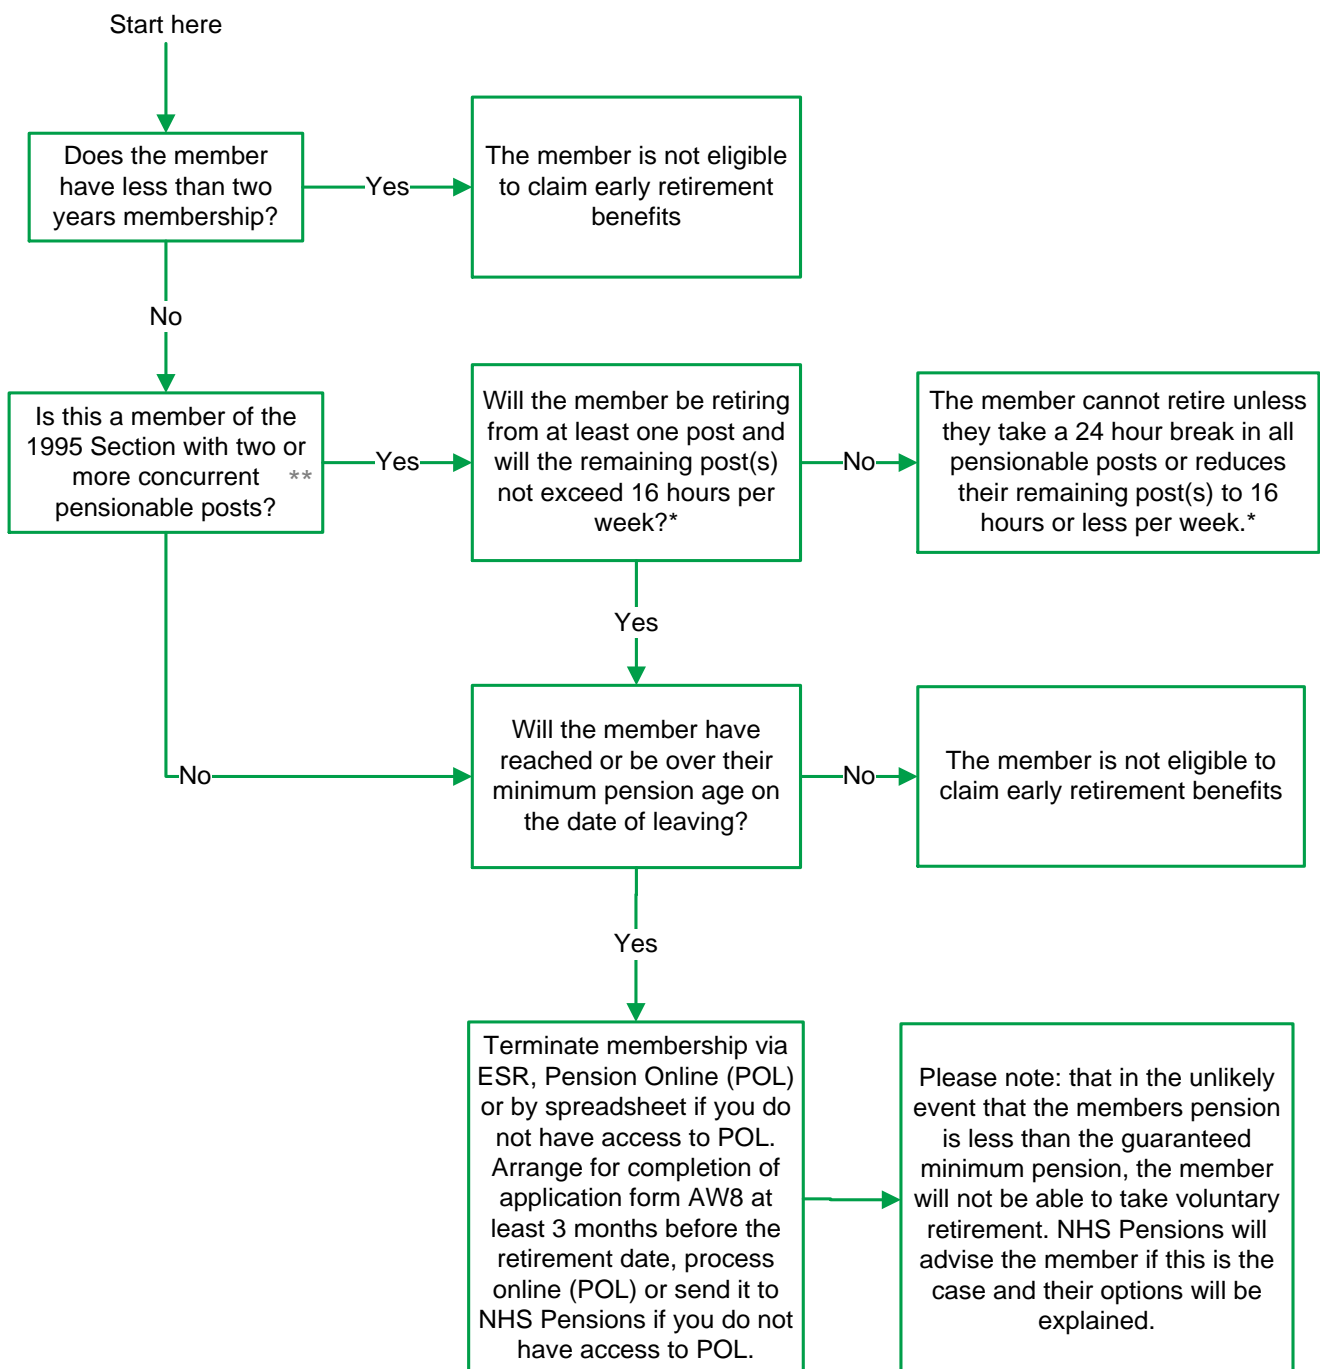 Start here
Does the member
have less than two
years membership?
Yes
The member is not eligible
to claim early retirement
benefits
No
Is this a member of the
1995 Section with two or
more concurrent **
pensionable posts?
Yes
Will the member be retiring
from at least one post and
will the remaining post(s)
not exceed 16 hours per
week?*
No
The member cannot retire unless
they take a 24 hour break in all
pensionable posts or reduces
their remaining post(s) to 16
hours or less per week.*
Yes
No
Will the member have
reached or be over their
minimum pension age on
the date of leaving?
No
The member is not eligible to
claim early retirement benefits
Yes
Terminate membership via
ESR, Pension Online (POL)
or by spreadsheet if you do
not have access to POL.
Arrange for completion of
application form AW8 at
least 3 months before the
retirement date, process
online (POL) or send it to
NHS Pensions if you do not
have access to POL.
Please note: that in the unlikely
event that the members pension
is less than the guaranteed
minimum pension, the member
will not be able to take voluntary
retirement. NHS Pensions will
advise the member if this is the
case and their options will be
explained.